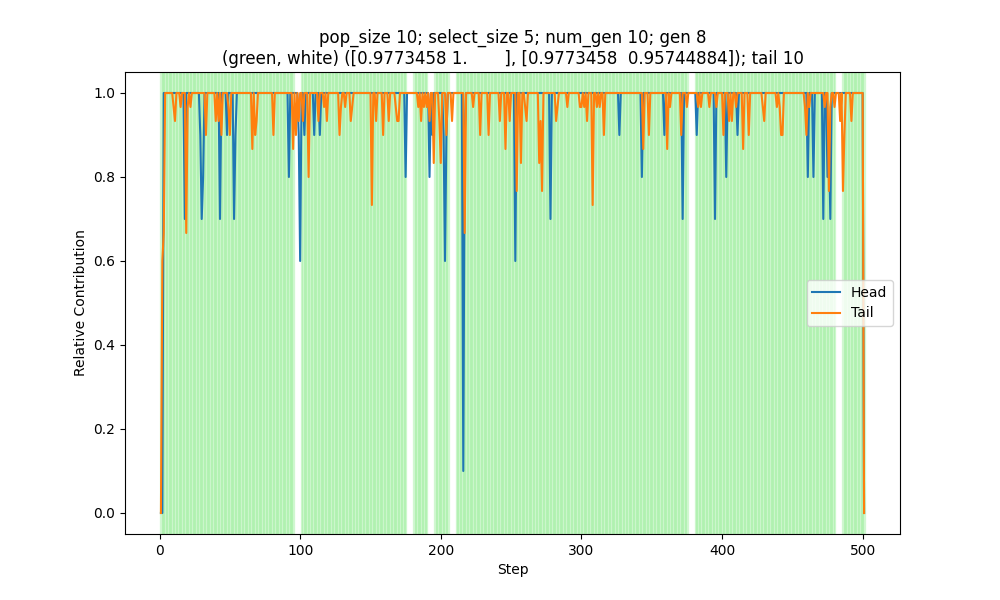 pop_size 10; select_size 5; num_gen 10; gen 8
(green, white) ([0.9773458 1.       ], [0.9773458  0.95744884]); tail 10
1.0
0.8
0.6
0.4
0.2
0.0
Relative Contribution
Head
Tail
0 100 200 300 400 500
Step